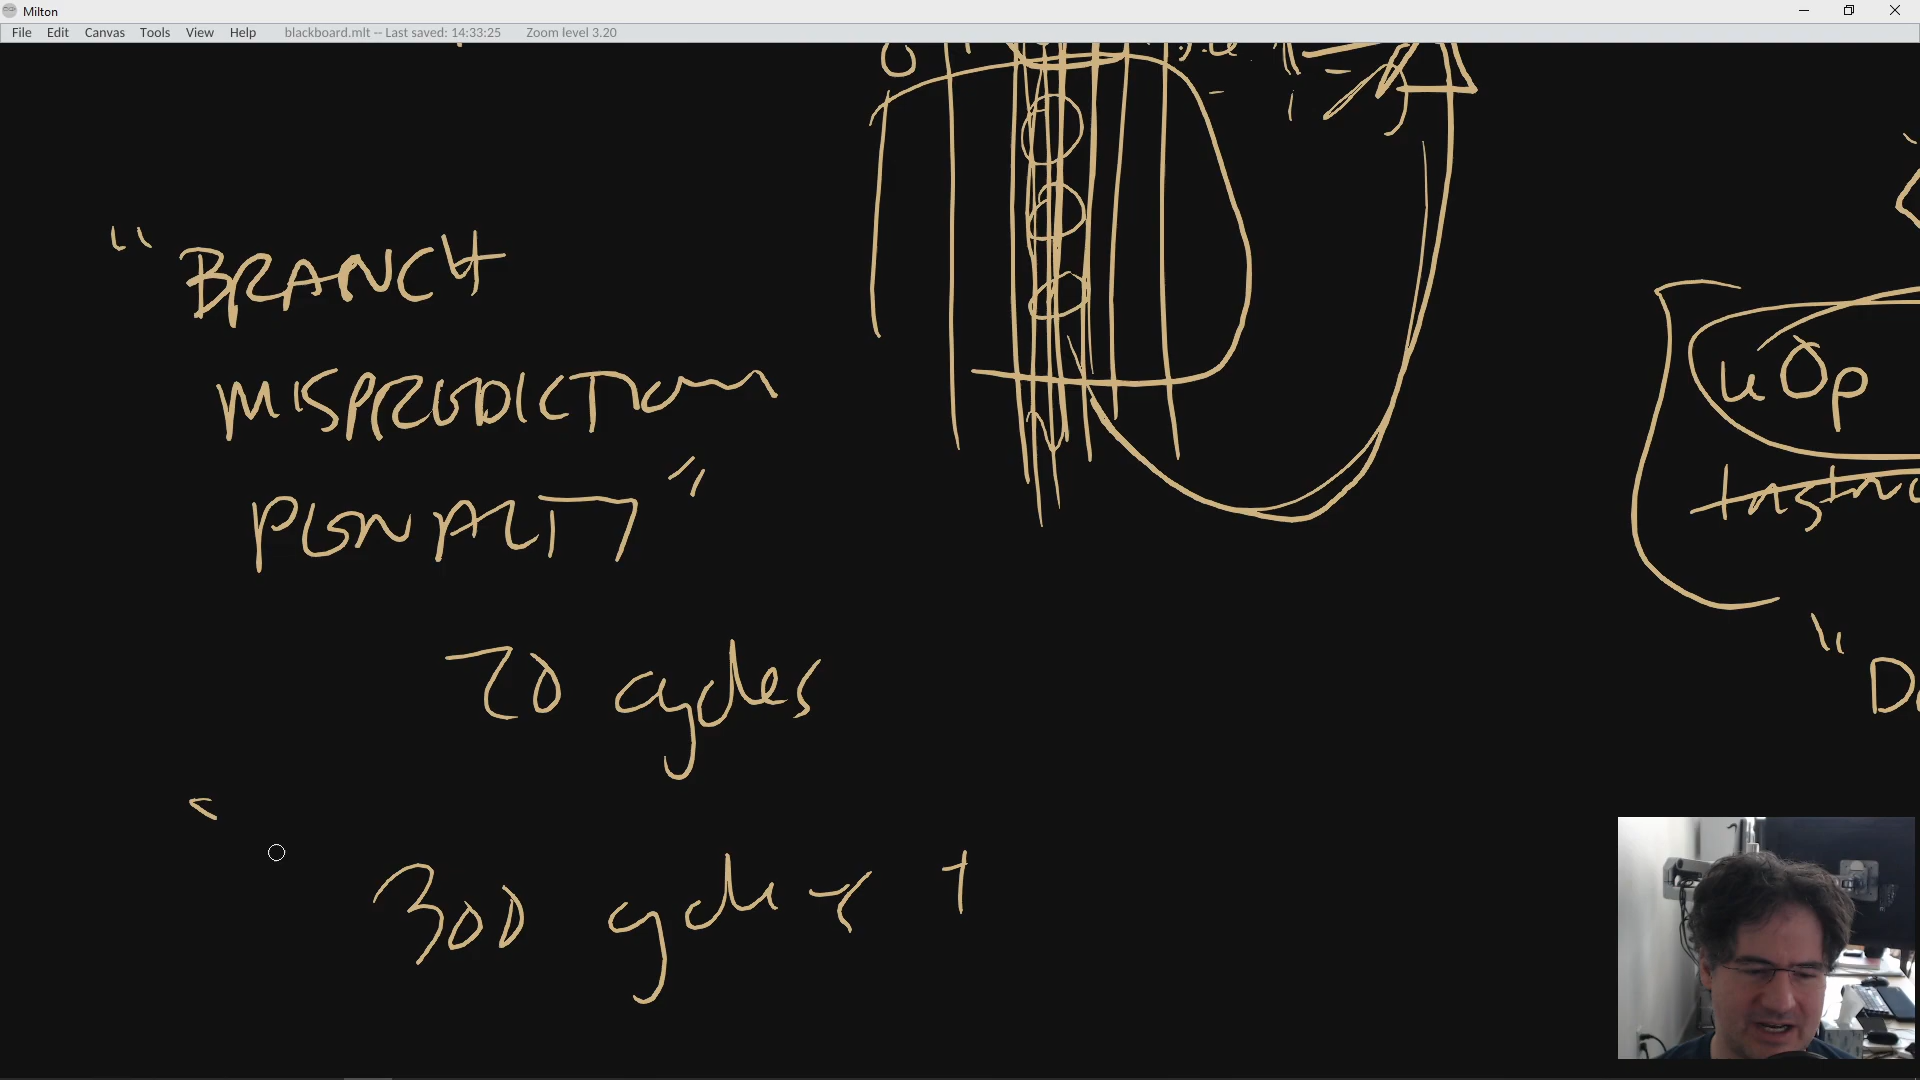 Milton
File Edit Canvas Tools View Help blackboard.mlt -- Last saved: 14:33:25 Zoom level 3.20
0
"BRANCH
MISPREDICTION
PENALTY"
20 cycles
300 cycles +
uOp
"D